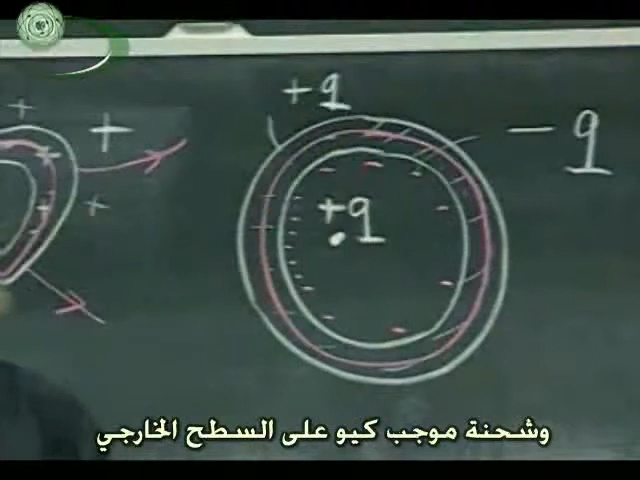 +q
-q
+
+
+
+q
وشحنة موجب كيو على السطح الخارجي